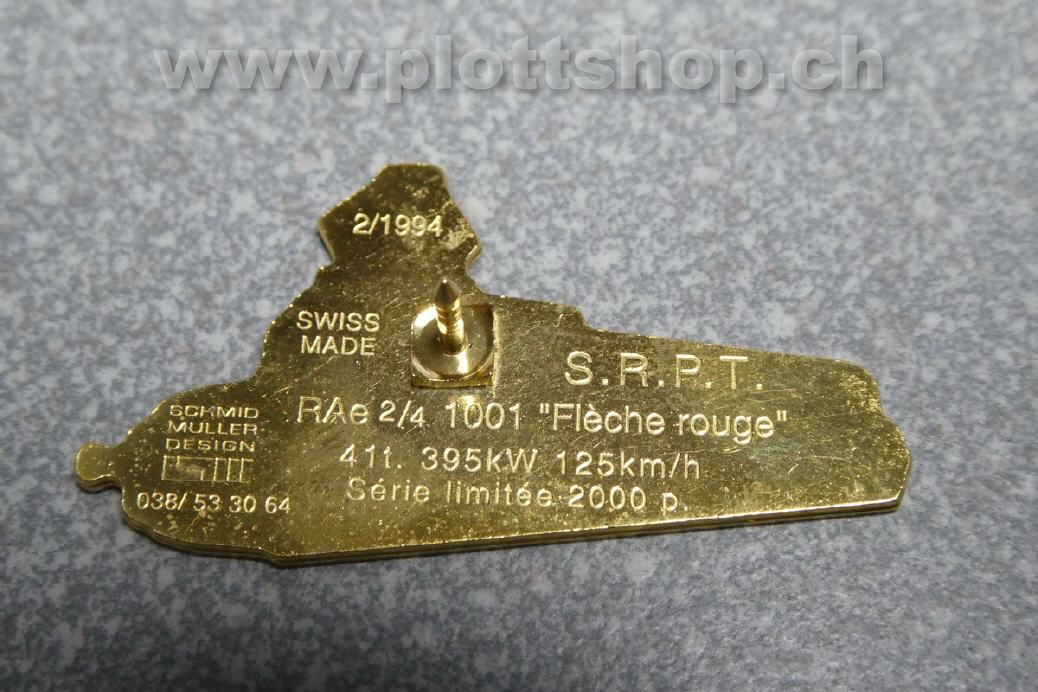 www.plottshop.ch
2/1994
SWISS
MADE
S.R.P.T.
RAe 2/4 1001 "Flèche rouge"
41t. 395kW 125km/h
Série limitée 2000 p.
SCHMID
MULLER
DESIGN
038/ 53 30 64